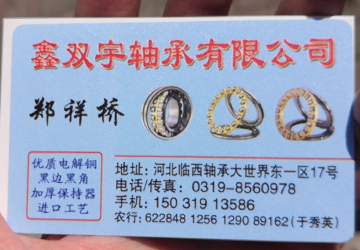 鑫双宇轴承有限公司
郑祥桥
优质电解铜
黑边黑角
加厚保持器
进口工艺
地址: 河北临西轴承大世界东一区17号
电话/传真: 0319-8560978
手机: 150 319 13586
农行: 622848 1256 1290 89162 (于秀英)